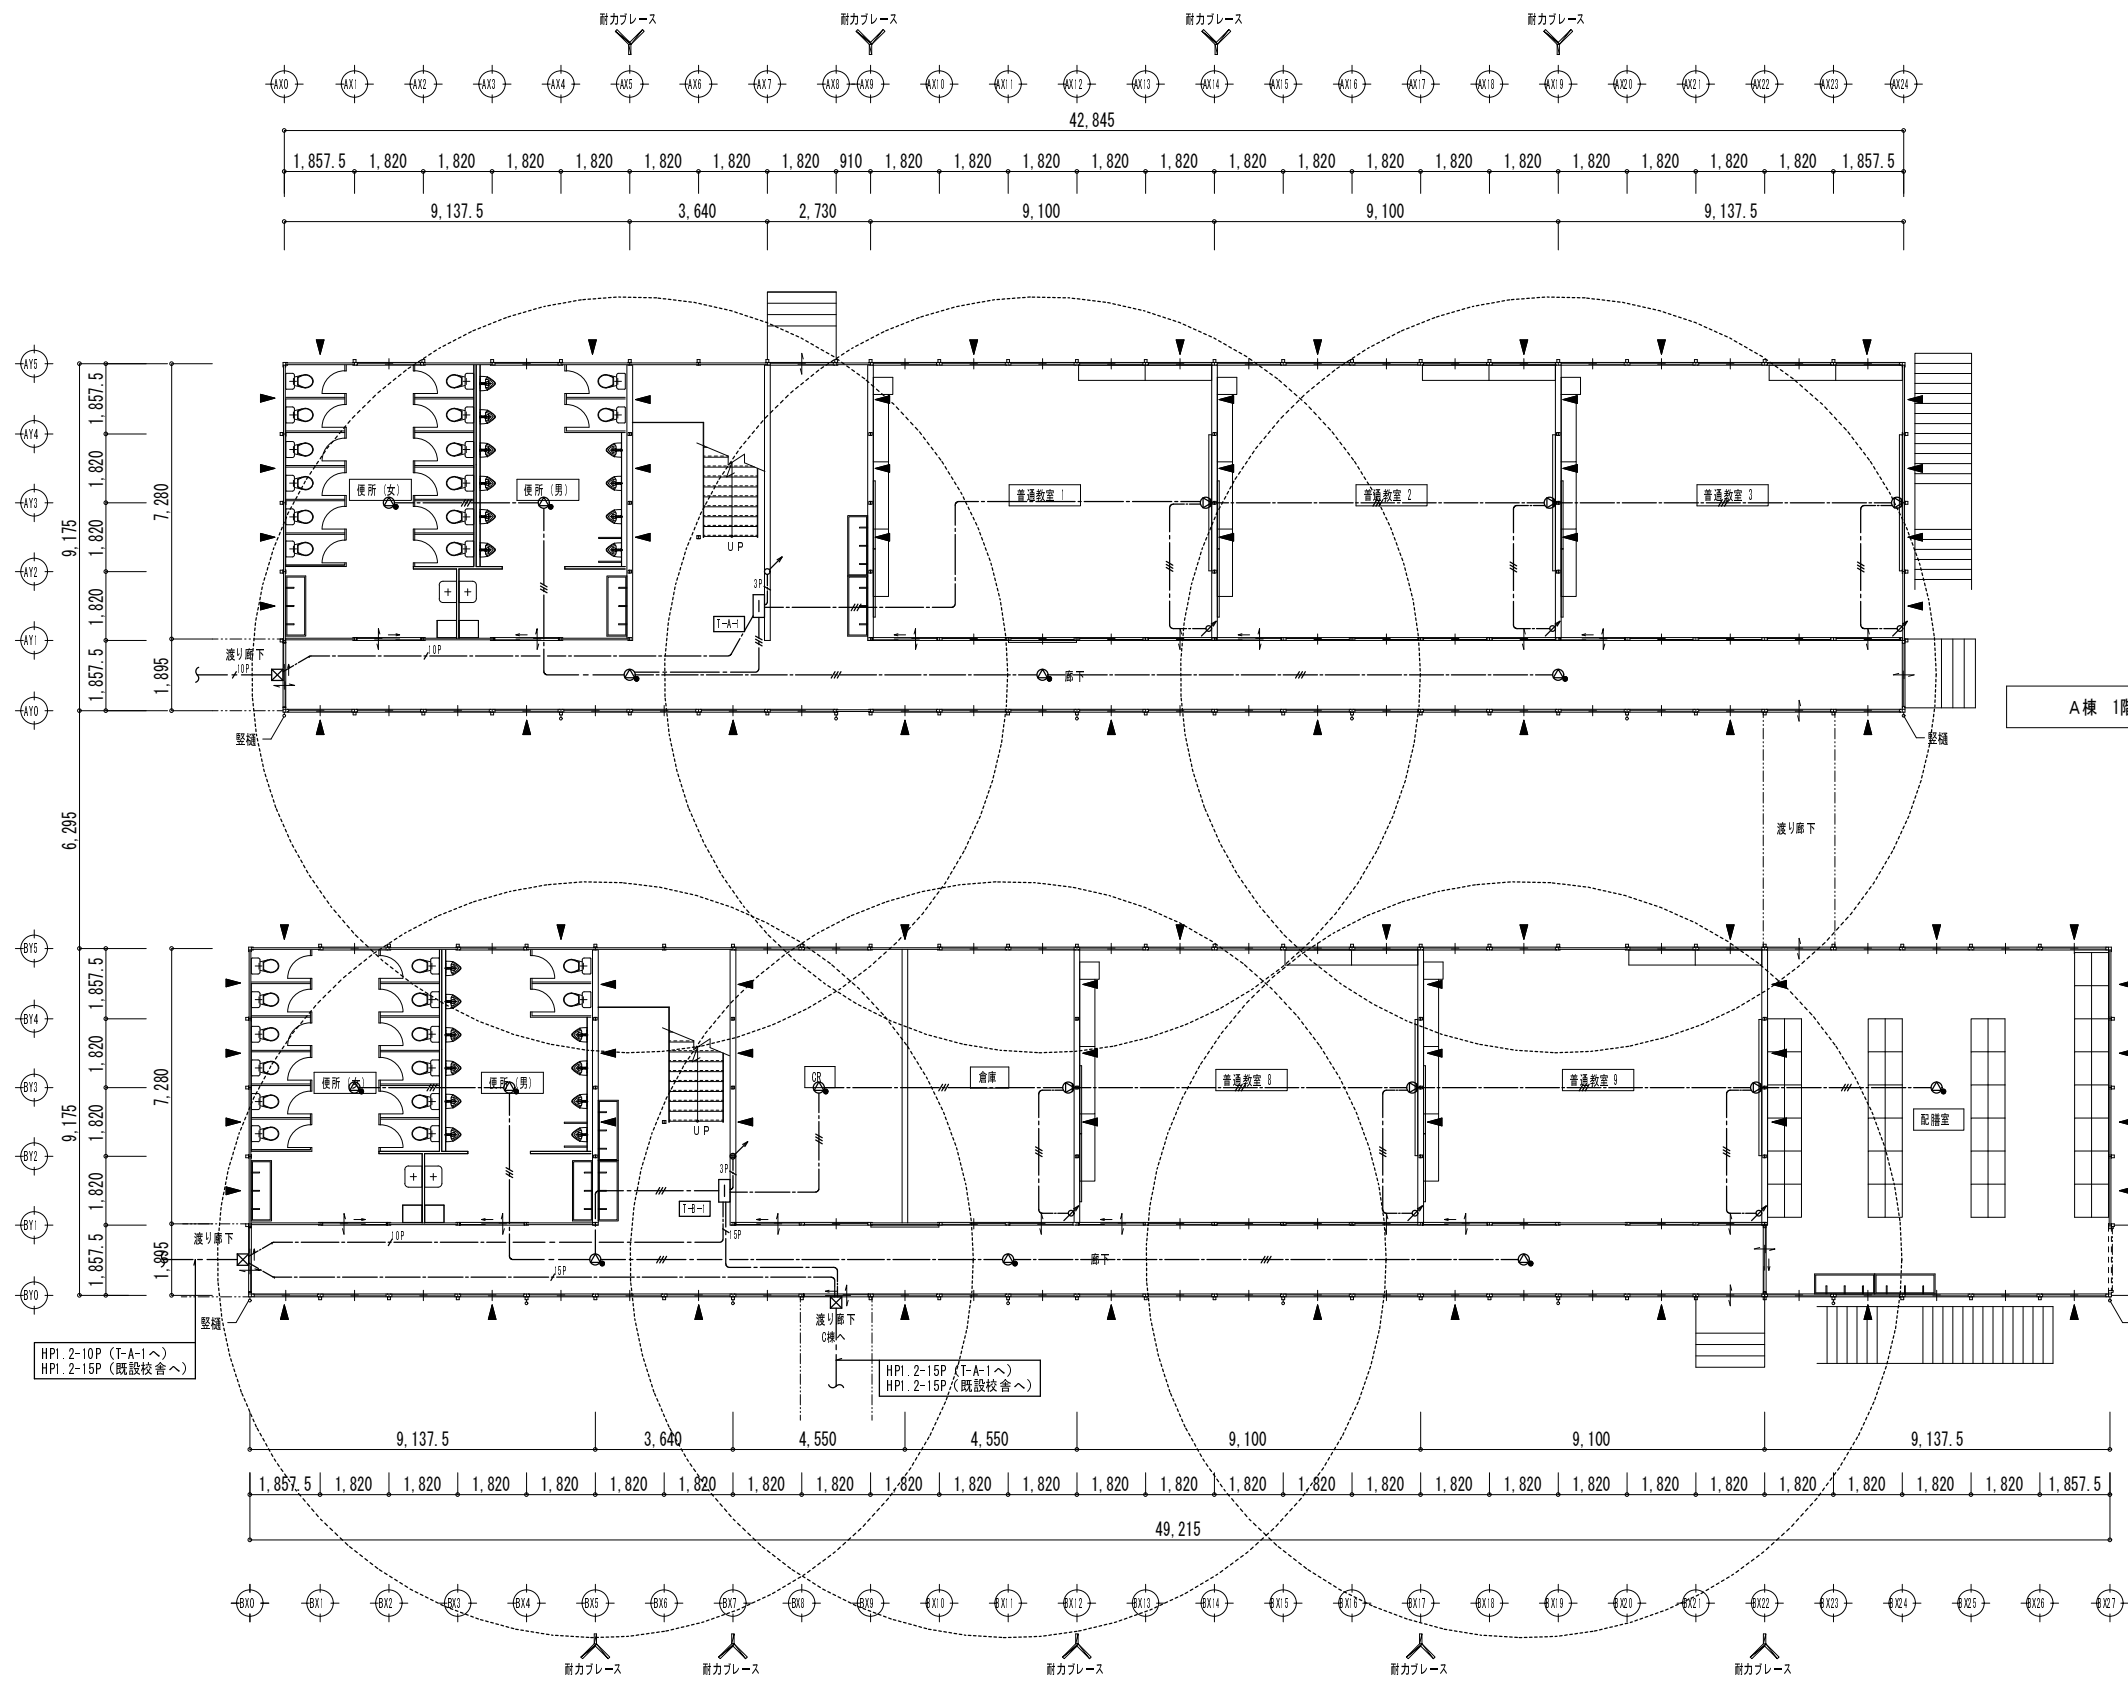 耐力ブレース 耐力ブレース 耐力ブレース 耐力ブレース
AX0 AX1 AX2 AX3 AX4 AX5 AX6 AX7 AX8 AX9 AX10 AX11 AX12 AX13 AX14 AX15 AX16 AX17 AX18 AX19 AX20 AX21 AX22 AX23 AX24
42,845
1,857.5 1,820 1,820 1,820 1,820 1,820 1,820 1,820 910 1,820 1,820 1,820 1,820 1,820 1,820 1,820 1,820 1,820 1,820 1,820 1,820 1,820 1,820 1,857.5
9,137.5 3,640 2,730 9,100 9,100 9,137.5
AY5
AY4
AY3
AY2
AY1
AY0
1,857.5
1,820
1,820
1,820
1,857.5
9,175
7,280
1,895
便所(女) 便所(男) 普通教室 1 普通教室 2 普通教室 3
UP
3P
T-A-1
10P
渡り廊下
10P
廊下
竪樋
竪樋
A棟 1階
6,295
渡り廊下
BY5
BY4
BY3
BY2
BY1
BY0
1,857.5
1,820
1,820
1,820
1,857.5
9,175
7,280
1,895
便所(女) 便所(男) CR 倉庫 普通教室 8 普通教室 9
配膳室
UP
3P
T-B-1
10P
15P
渡り廊下
15P
廊下
竪樋
渡り廊下
C棟へ
HP1.2-10P (T-A-1へ)
HP1.2-15P (既設校舎へ)
HP1.2-15P (T-A-1へ)
HP1.2-15P (既設校舎へ)
9,137.5 3,640 4,550 4,550 9,100 9,100 9,137.5
1,857.5 1,820 1,820 1,820 1,820 1,820 1,820 1,820 1,820 1,820 1,820 1,820 1,820 1,820 1,820 1,820 1,820 1,820 1,820 1,820 1,820 1,820 1,820 1,820 1,820 1,820 1,857.5
49,215
BX0 BX1 BX2 BX3 BX4 BX5 BX6 BX7 BX8 BX9 BX10 BX11 BX12 BX13 BX14 BX15 BX16 BX17 BX18 BX19 BX20 BX21 BX22 BX23 BX24 BX25 BX26 BX27
耐力ブレース 耐力ブレース 耐力ブレース 耐力ブレース 耐力ブレース